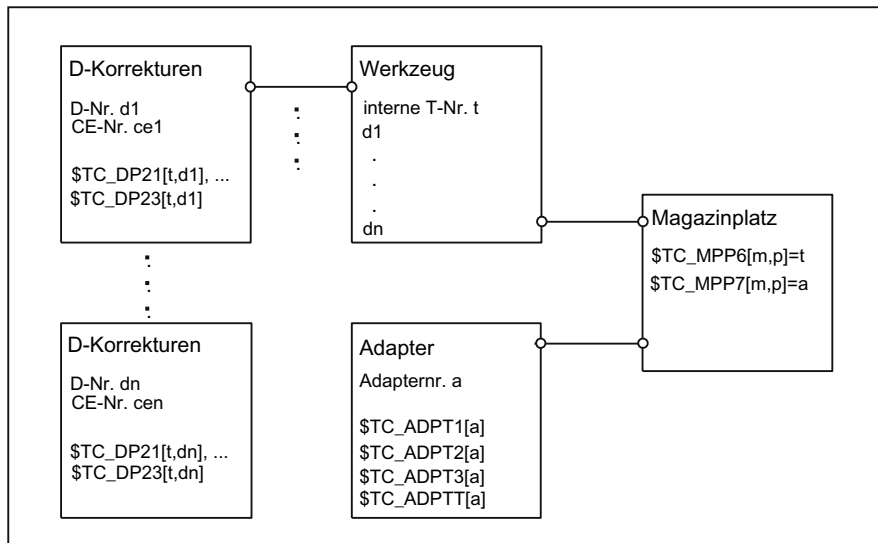 D-Korrekturen
D-Nr. d1
CE-Nr. ce1
$TC_DP21[t,d1], ...
$TC_DP23[t,d1]
Werkzeug
interne T-Nr. t
d1
.
.
.
dn
Magazinplatz
$TC_MPP6[m,p]=t
$TC_MPP7[m,p]=a
D-Korrekturen
D-Nr. dn
CE-Nr. cen
$TC_DP21[t,dn], ...
$TC_DP23[t,dn]
Adapter
Adapternr. a
$TC_ADPT1[a]
$TC_ADPT2[a]
$TC_ADPT3[a]
$TC_ADPTT[a]